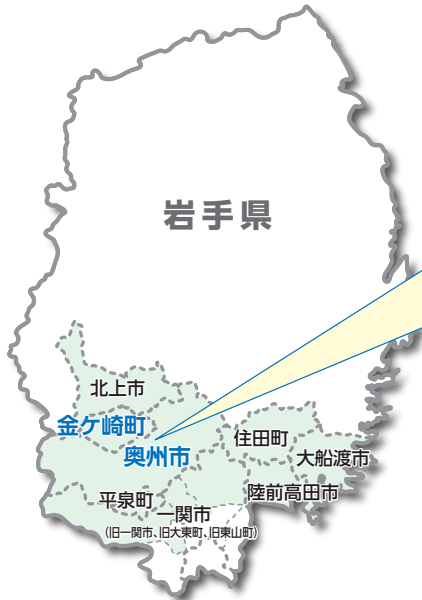 岩手県
北上市
金ケ崎町
奥州市
住田町
大船渡市
陸前高田市
平泉町
一関市
（旧一関市、旧大東町、旧東山町）